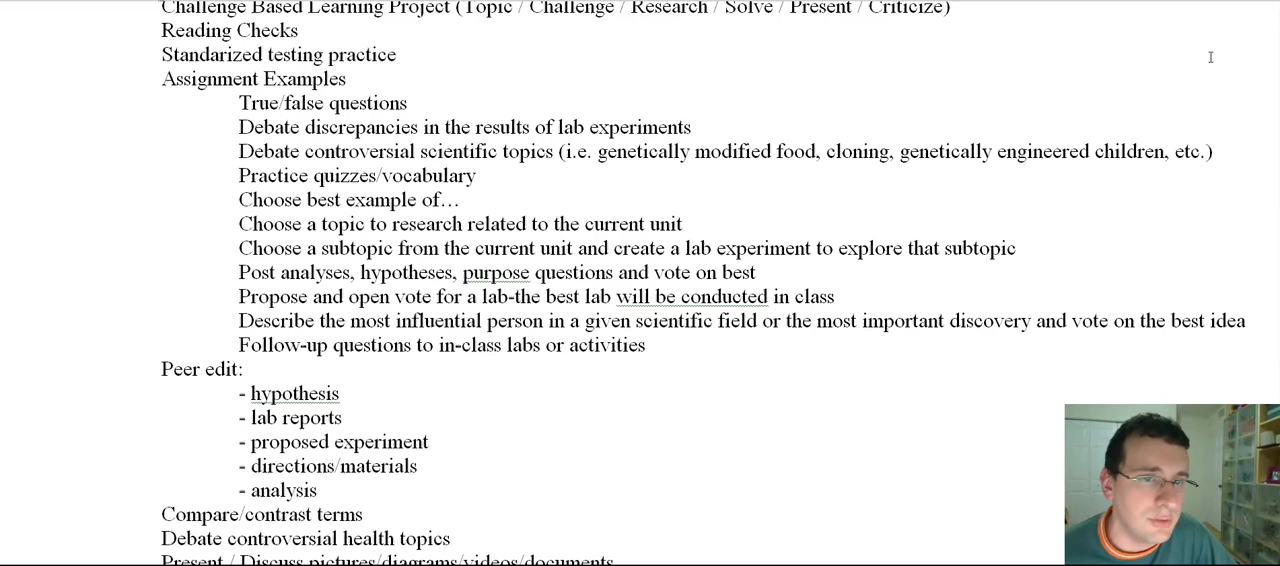 Challenge Based Learning Project (Topic / Challenge / Research / Solve / Present / Criticize)
Reading Checks
Standarized testing practice
Assignment Examples
True/false questions
Debate discrepancies in the results of lab experiments
Debate controversial scientific topics (i.e. genetically modified food, cloning, genetically engineered children, etc.)
Practice quizzes/vocabulary
Choose best example of…
Choose a topic to research related to the current unit
Choose a subtopic from the current unit and create a lab experiment to explore that subtopic
Post analyses, hypotheses, purpose questions and vote on best
Propose and open vote for a lab-the best lab will be conducted in class
Describe the most influential person in a given scientific field or the most important discovery and vote on the best idea
Follow-up questions to in-class labs or activities
Peer edit:
- hypothesis
- lab reports
- proposed experiment
- directions/materials
- analysis
Compare/contrast terms
Debate controversial health topics
Present / Discuss pictures/diagrams/videos/documents